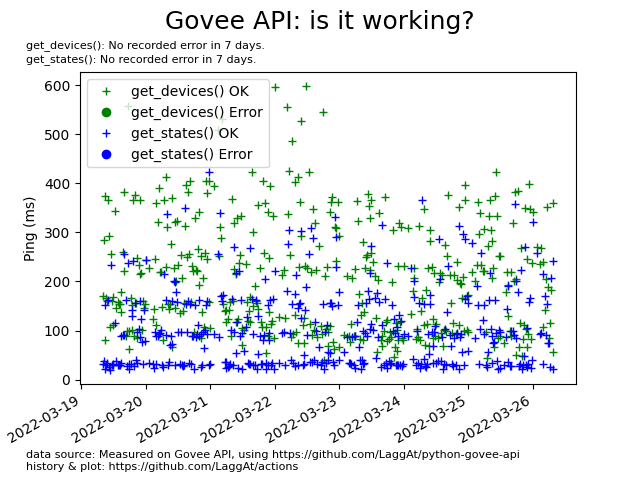 Govee API: is it working?
get_devices(): No recorded error in 7 days.
get_states(): No recorded error in 7 days.
get_devices() OK
get_devices() Error
get_states() OK
get_states() Error
Ping (ms)
600
500
400
300
200
100
0
2022-03-19
2022-03-20
2022-03-21
2022-03-22
2022-03-23
2022-03-24
2022-03-25
2022-03-26
data source: Measured on Govee API, using https://github.com/LaggAt/python-govee-api
history & plot: https://github.com/LaggAt/actions